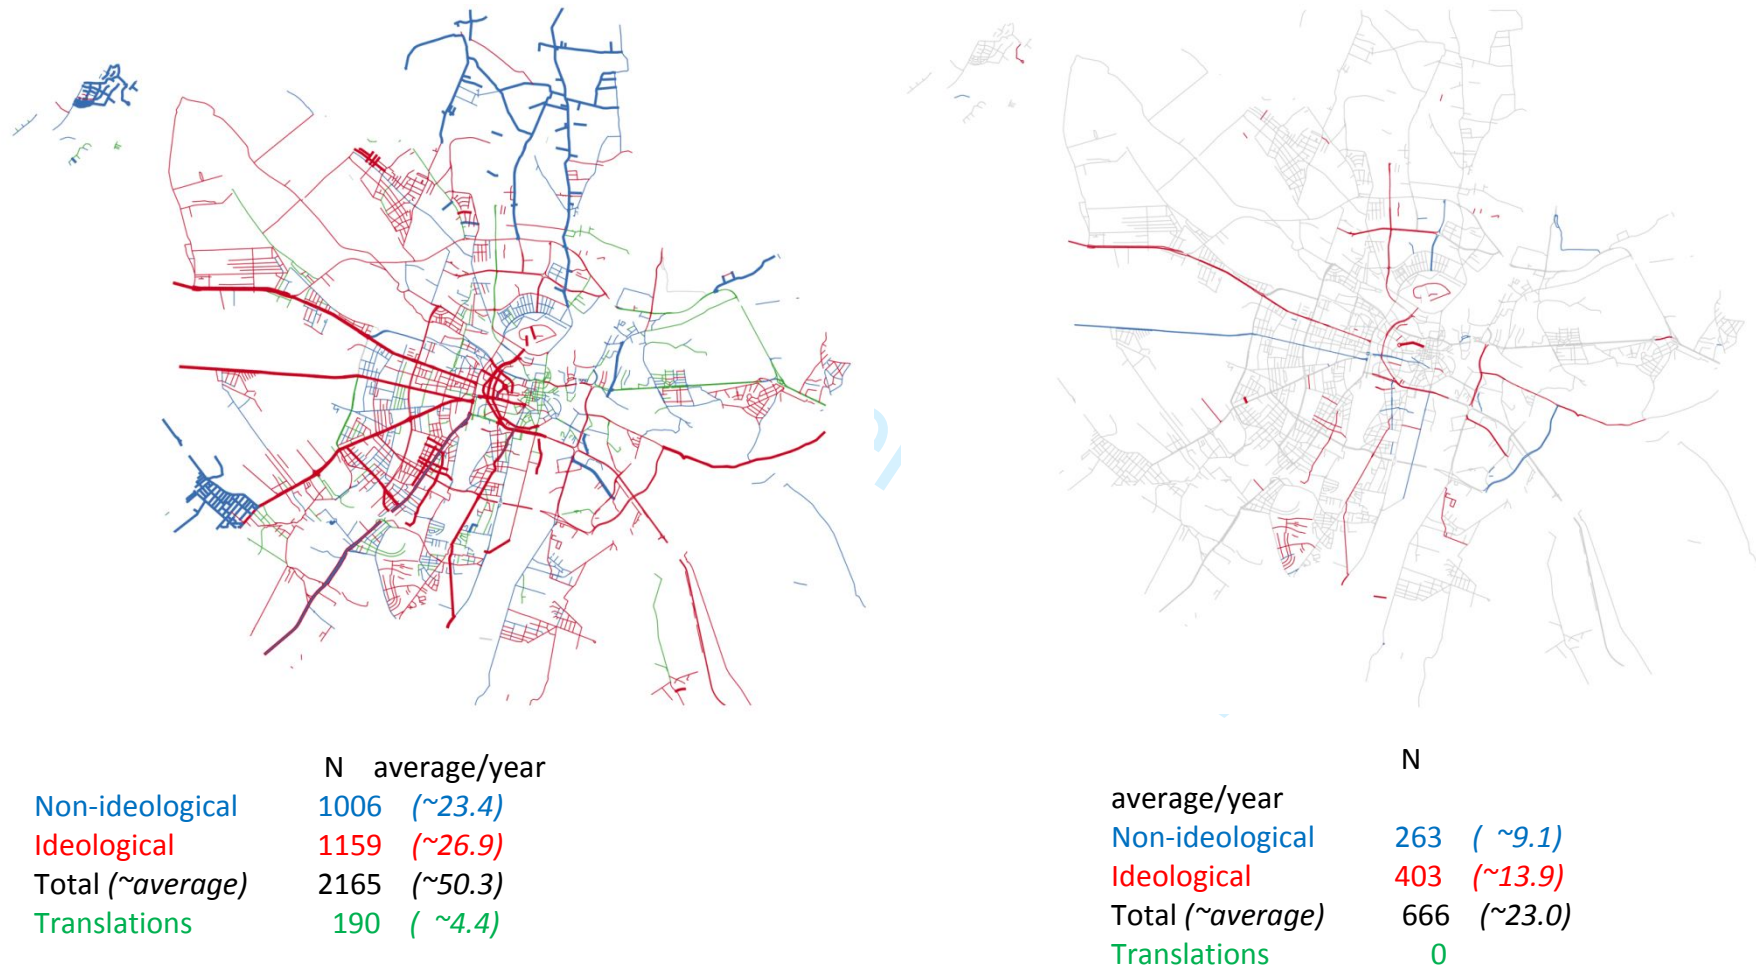 N average/year
Non-ideological 1006 (~23.4)
Ideological 1159 (~26.9)
Total (~average) 2165 (~50.3)
Translations 190 ( ~4.4)
N
average/year
Non-ideological 263 ( ~9.1)
Ideological 403 (~13.9)
Total (~average) 666 (~23.0)
Translations 0